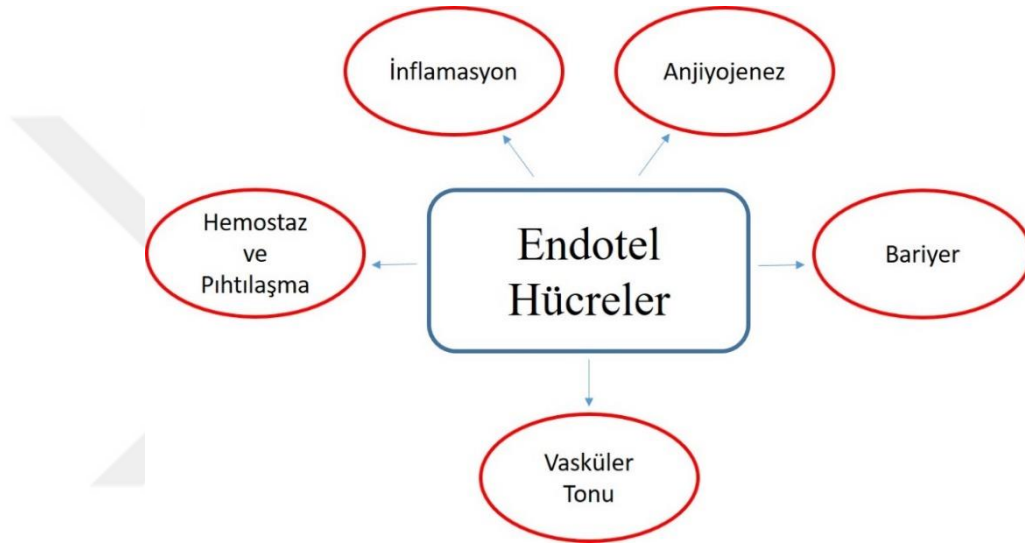 İnflamasyon
Anjiyojenez
Hemostaz
ve
Pıhtılaşma
Endotel
Hücreler
Bariyer
Vasküler
Tonu